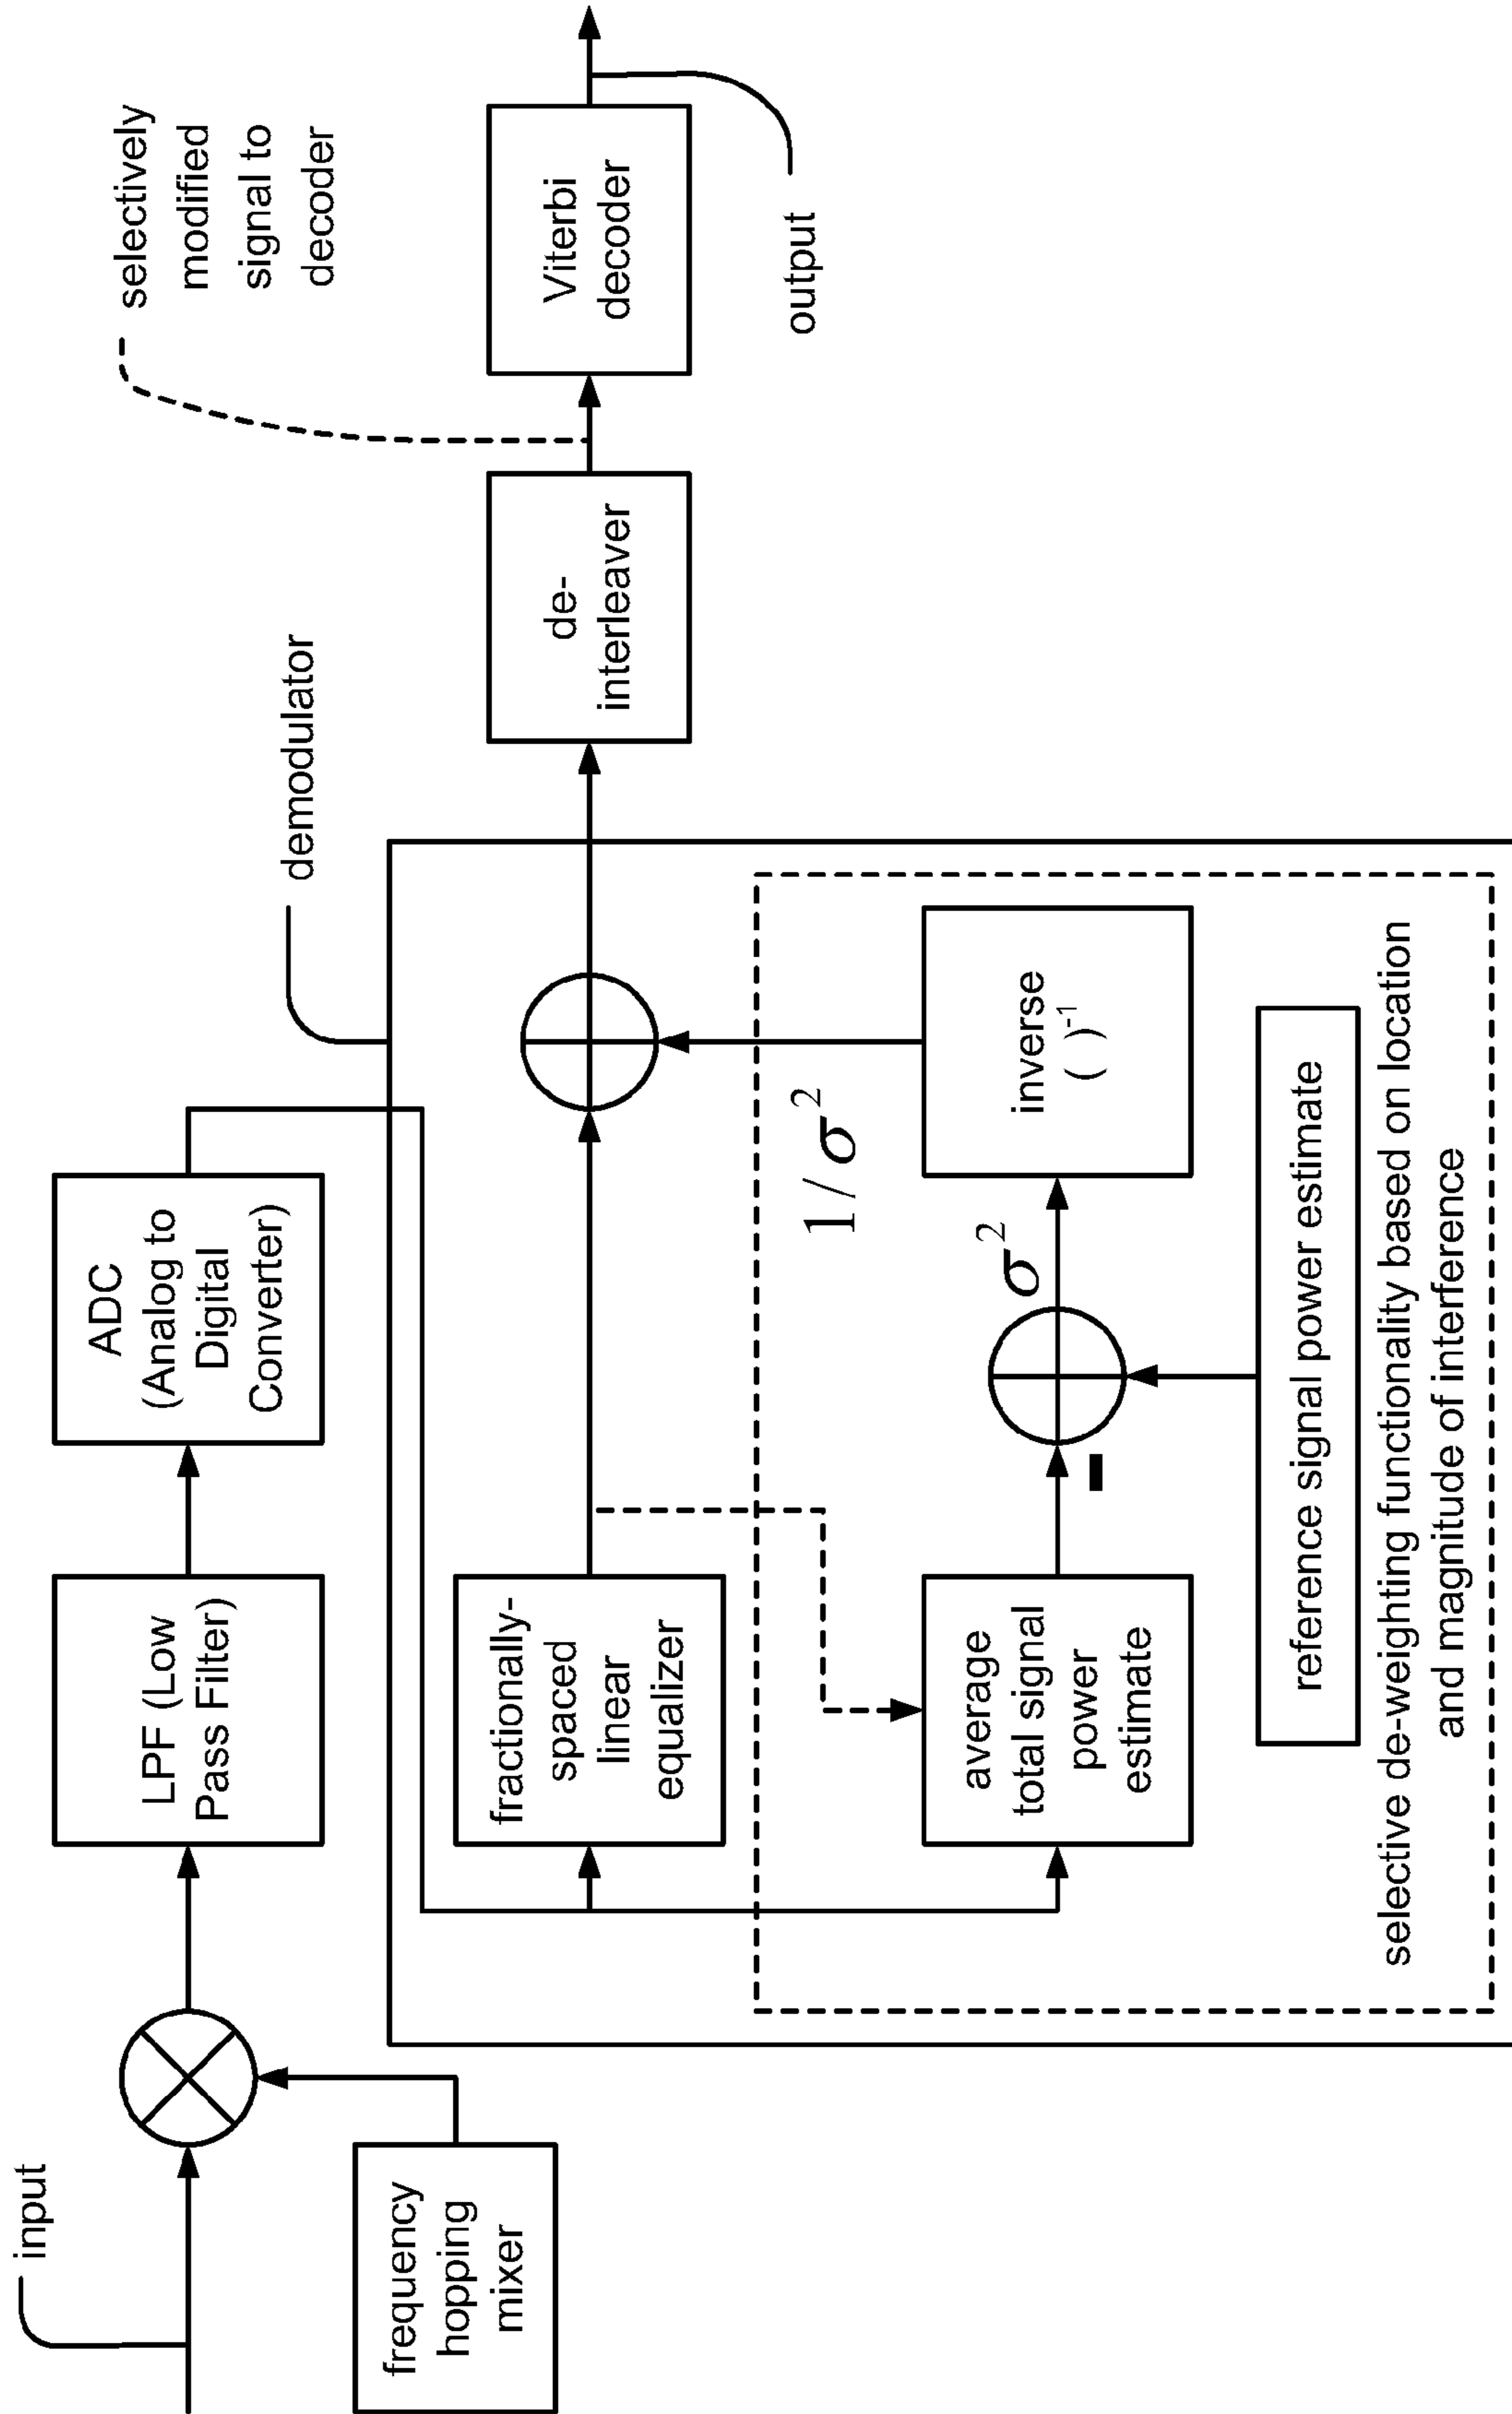 input
frequency
hopping
mixer
LPF (Low
Pass Filter)
ADC
(Analog to
Digital
Converter)
demodulator
fractionally-
spaced
linear
equalizer
average
total signal
power
estimate
-
σ²
inverse
( )⁻¹
1/σ²
reference signal power estimate
selective de-weighting functionality based on location
and magnitude of interference
de-
interleaver
selectively
modified
signal to
decoder
Viterbi
decoder
output